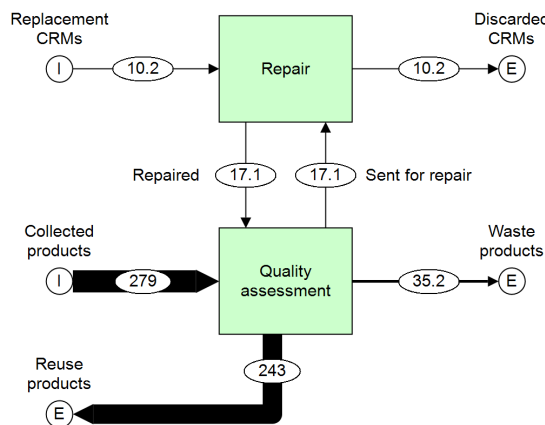 Replacement
CRMs
Discarded
CRMs
I
10.2
Repair
10.2
E
Repaired
17.1
17.1
Sent for repair
Collected
products
Waste
products
I
279
Quality
assessment
35.2
E
Reuse
products
243
E